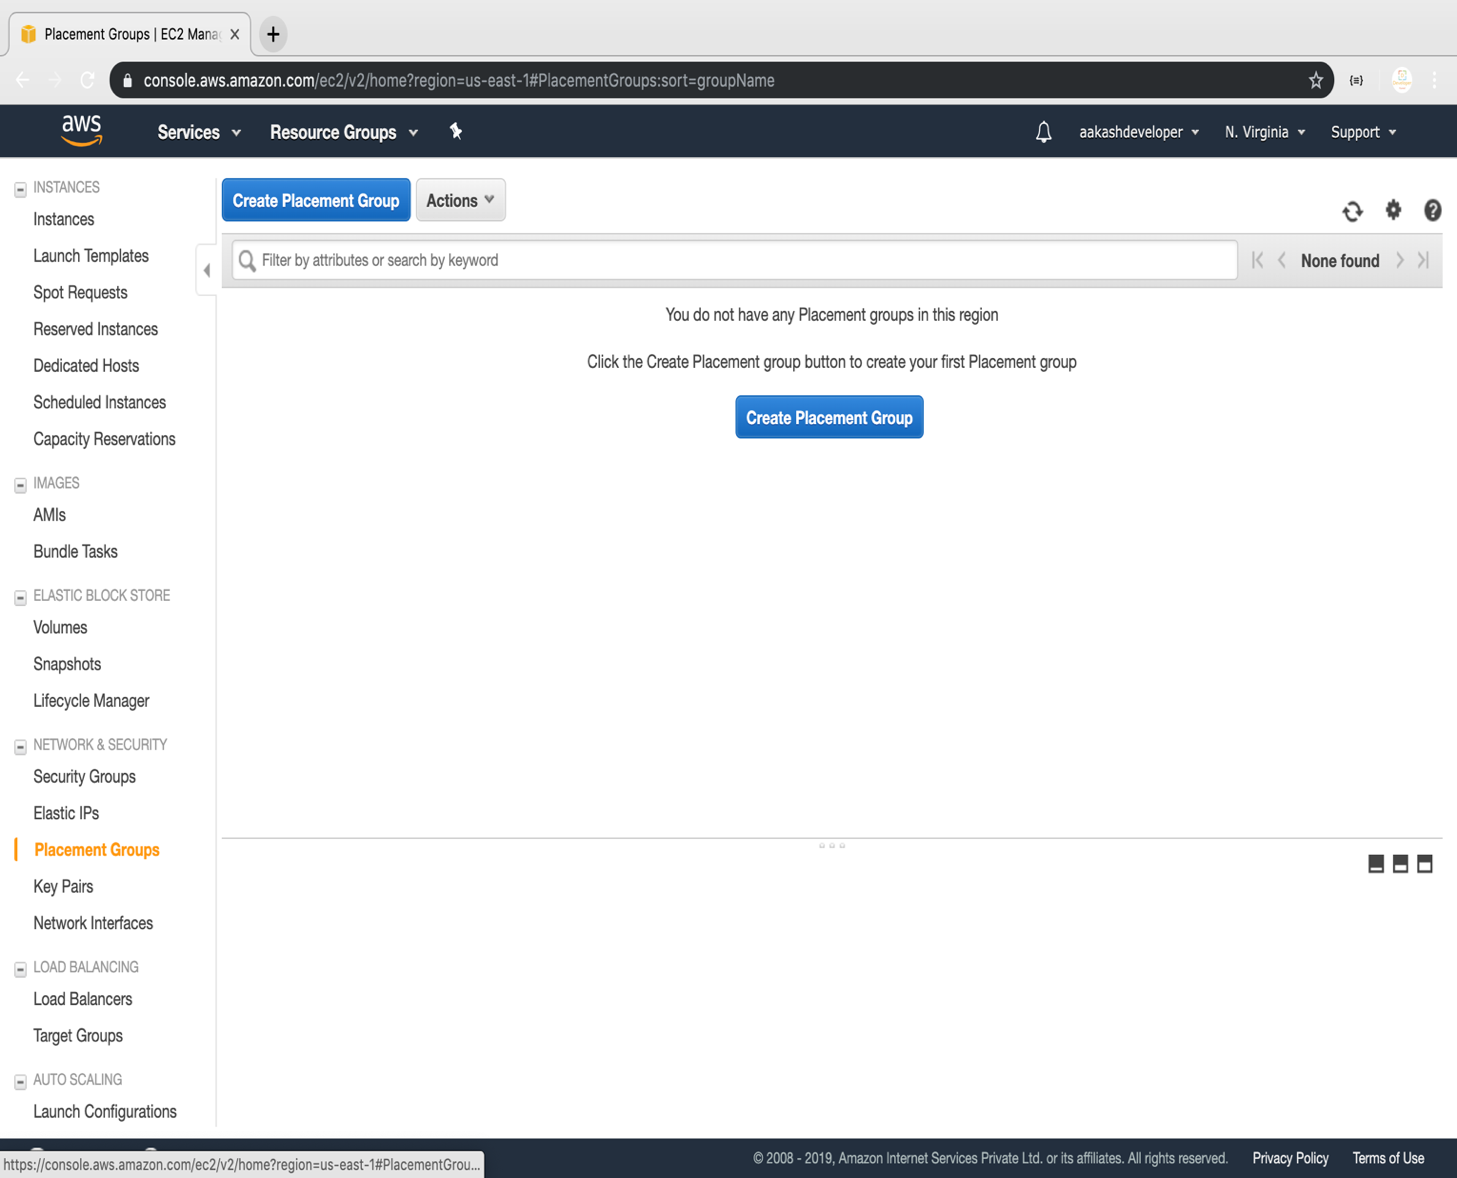 Placement Groups | EC2 Mana
console.aws.amazon.com/ec2/v2/home?region=us-east-1#PlacementGroups:sort=groupName
aws Services Resource Groups aakashdeveloper N. Virginia Support
INSTANCES
Instances
Launch Templates
Spot Requests
Reserved Instances
Dedicated Hosts
Scheduled Instances
Capacity Reservations
IMAGES
AMIs
Bundle Tasks
ELASTIC BLOCK STORE
Volumes
Snapshots
Lifecycle Manager
NETWORK & SECURITY
Security Groups
Elastic IPs
Placement Groups
Key Pairs
Network Interfaces
LOAD BALANCING
Load Balancers
Target Groups
AUTO SCALING
Launch Configurations
Create Placement Group Actions
Filter by attributes or search by keyword None found
You do not have any Placement groups in this region
Click the Create Placement group button to create your first Placement group
Create Placement Group
https://console.aws.amazon.com/ec2/v2/home?region=us-east-1#PlacementGrou...
© 2008 - 2019, Amazon Internet Services Private Ltd. or its affiliates. All rights reserved. Privacy Policy Terms of Use